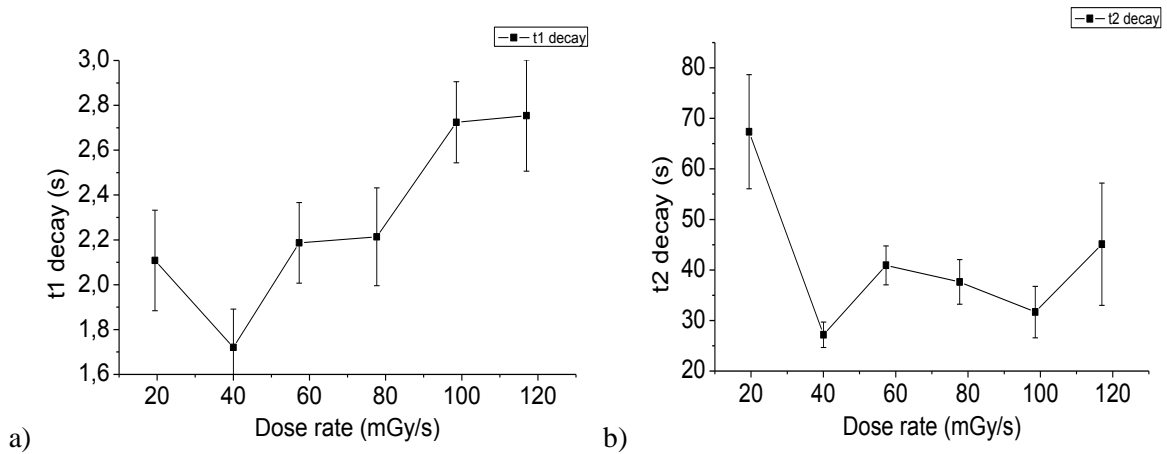 t1 decay
3,0
2,8
2,6
2,4
2,2
2,0
1,8
1,6
t1 decay (s)
20 40 60 80 100 120
Dose rate (mGy/s)
a)
t2 decay
80
70
60
50
40
30
20
t2 decay (s)
20 40 60 80 100 120
Dose rate (mGy/s)
b)